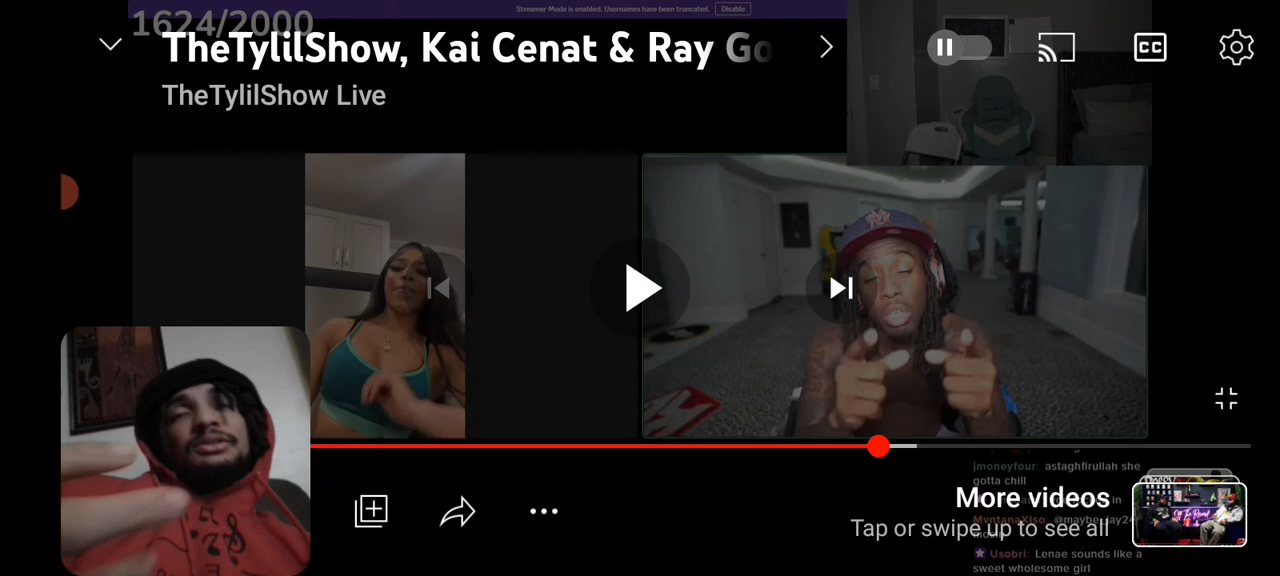 Streamer Mode is enabled. Usernames have been truncated. Disable
1624/2000
TheTylilShow, Kai Cenat & Ray Go
TheTylilShow Live
CC
jmoneyfour: astaghfirullah she
gotta chill
in
More videos
Tap or swipe up to see all
Usobri: Lenae sounds like a
sweet wholesome girl